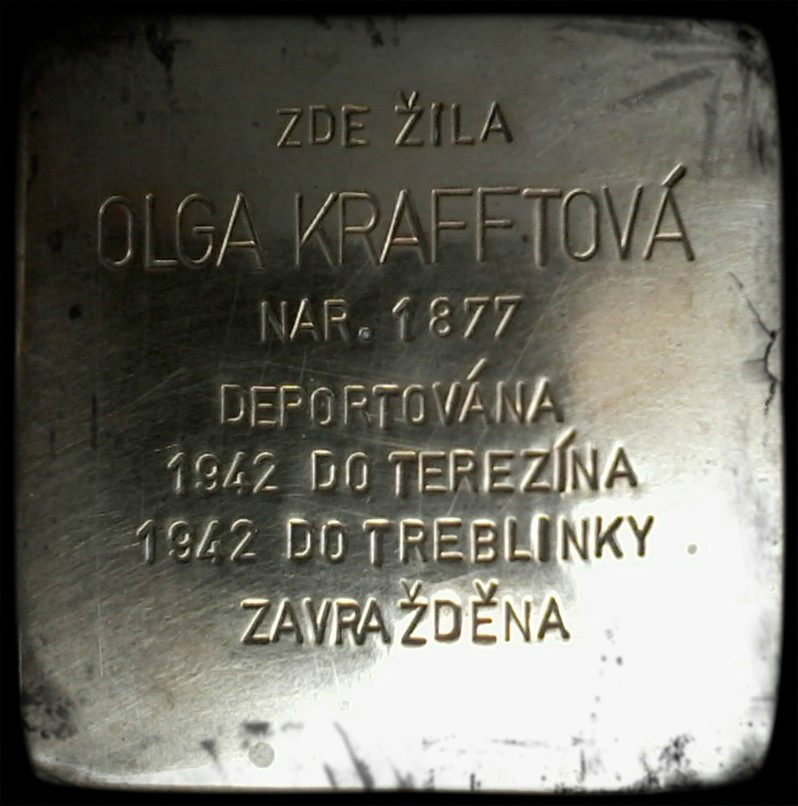 ZDE ŽILA
OLGA KRAFFTOVÁ
NAR. 1877
DEPORTOVÁNA
1942 DO TEREZÍNA
1942 DO TREBLINKY
ZAVRAŽDĚNA